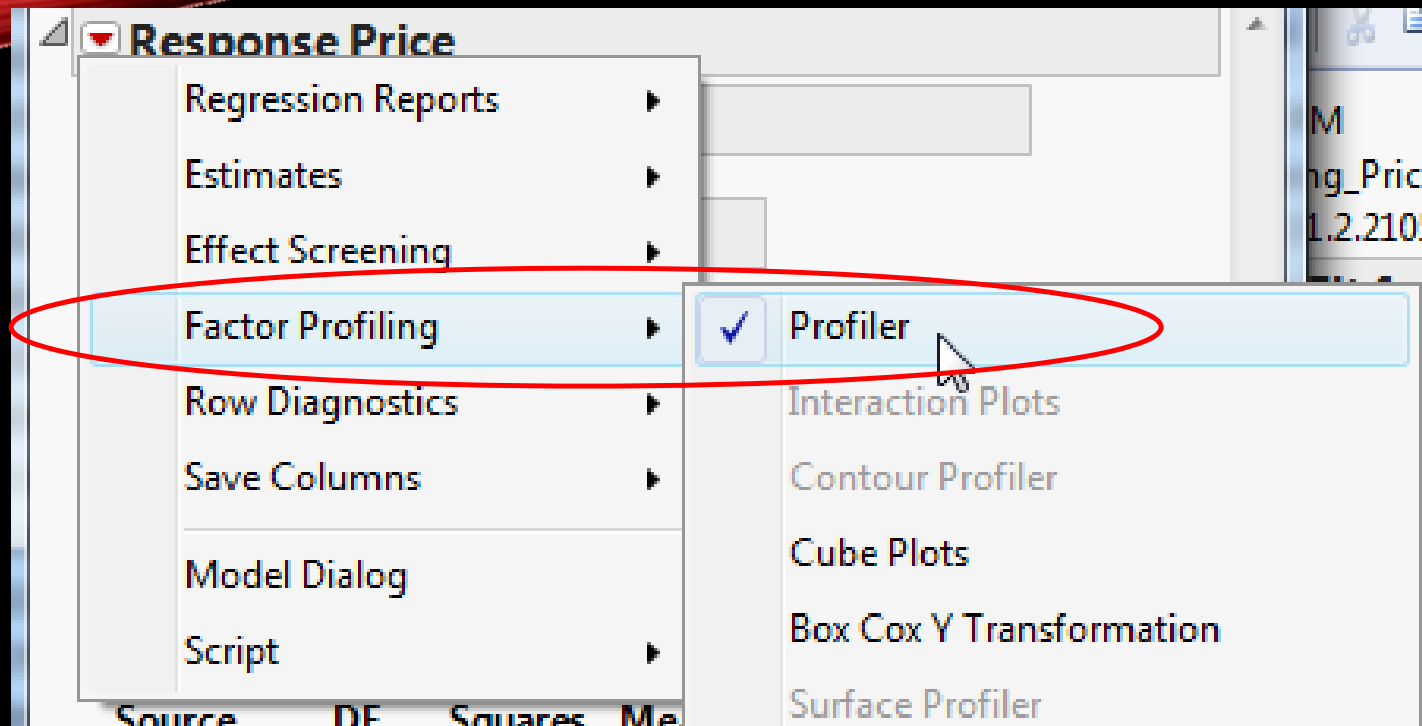 Response Price
Regression Reports
Estimates
Effect Screening
Factor Profiling
Row Diagnostics
Save Columns
Model Dialog
Script
Profiler
Interaction Plots
Contour Profiler
Cube Plots
Box Cox Y Transformation
Surface Profiler
Source DF Squares
M
1.2.210